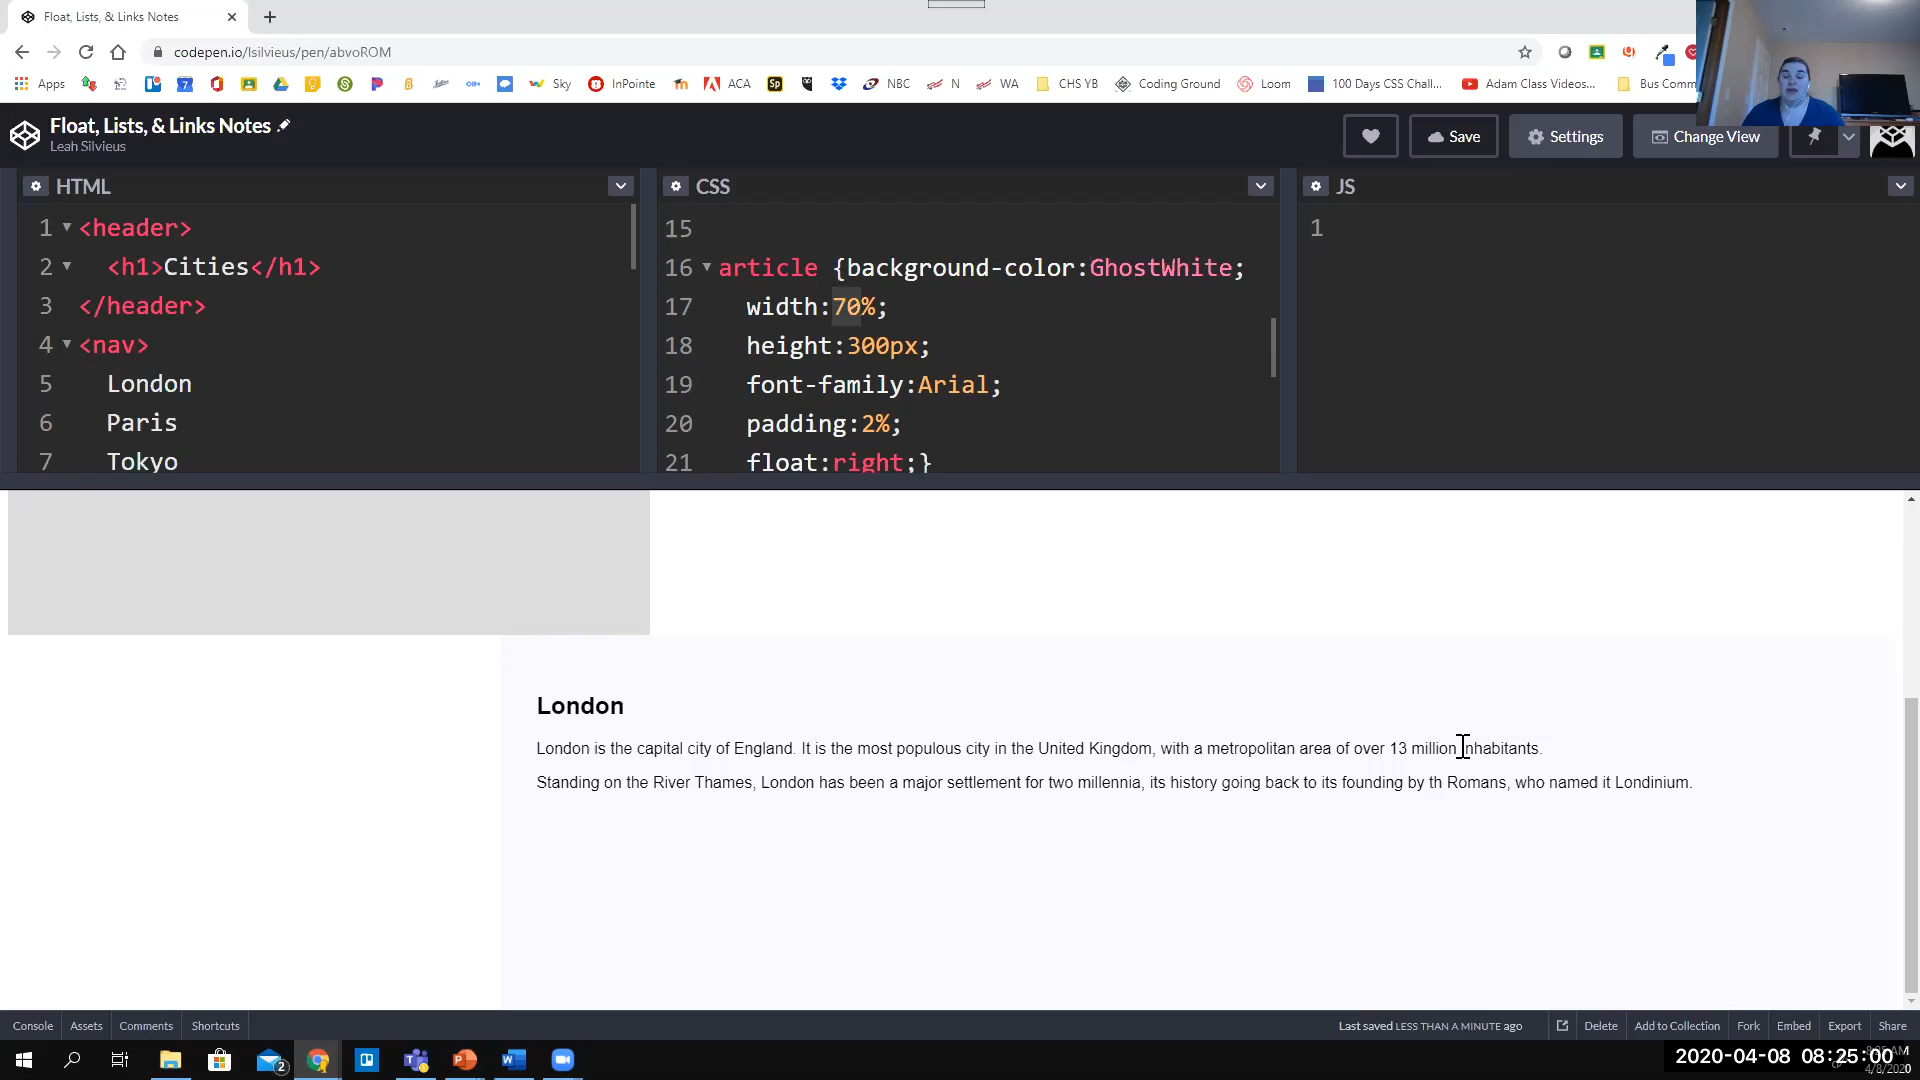 Float, Lists, & Links Notes
codepen.io/lsilvieus/pen/abvoROM
Apps
Sky
InPointe
ACA
NBC
N
WA
CHS YB
Coding Ground
Loom
100 Days CSS Chall...
Adam Class Videos...
Bus Comm
Float, Lists, & Links Notes
Leah Silvieus
Save
Settings
Change View
HTML
1 <header>
2 <h1>Cities</h1>
3 </header>
4 <nav>
5 London
6 Paris
7 Tokyo
CSS
15
16 article {background-color:GhostWhite;
17 width:70%;
18 height:300px;
19 font-family:Arial;
20 padding:2%;
21 float:right;}
JS
1
London
London is the capital city of England. It is the most populous city in the United Kingdom, with a metropolitan area of over 13 million inhabitants.
Standing on the River Thames, London has been a major settlement for two millennia, its history going back to its founding by th Romans, who named it Londinium.
Console
Assets
Comments
Shortcuts
Last saved LESS THAN A MINUTE ago
Delete
Add to Collection
Fork
Embed
Export
Share
2020-04-08 08:25:00
4/8/2020